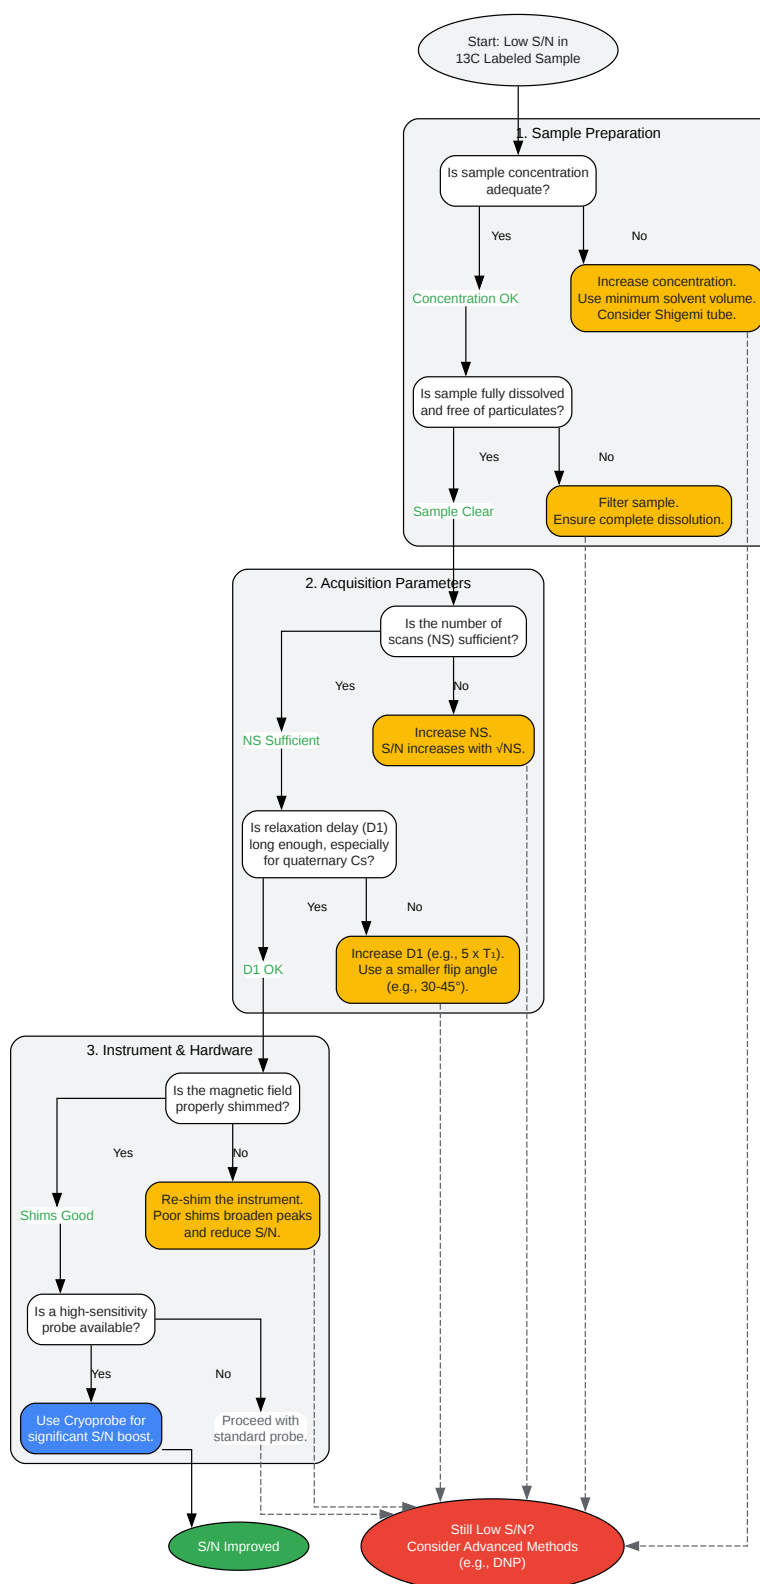 Start: Low S/N in
13C Labeled Sample
1. Sample Preparation
Is sample concentration
adequate?
Yes
No
Concentration OK
Increase concentration.
Use minimum solvent volume.
Consider Shigemi tube.
Is sample fully dissolved
and free of particulates?
Yes
No
Sample Clear
Filter sample.
Ensure complete dissolution.
2. Acquisition Parameters
Is the number of
scans (NS) sufficient?
Yes
No
NS Sufficient
Increase NS.
S/N increases with √NS.
Is relaxation delay (D1)
long enough, especially
for quaternary Cs?
Yes
No
D1 OK
Increase D1 (e.g., 5 x T₁).
Use a smaller flip angle
(e.g., 30-45°).
3. Instrument & Hardware
Is the magnetic field
properly shimmed?
Yes
No
Shims Good
Re-shim the instrument.
Poor shims broaden peaks
and reduce S/N.
Is a high-sensitivity
probe available?
Yes
No
Use Cryoprobe for
significant S/N boost.
Proceed with
standard probe.
S/N Improved
Still Low S/N?
Consider Advanced Methods
(e.g., DNP)